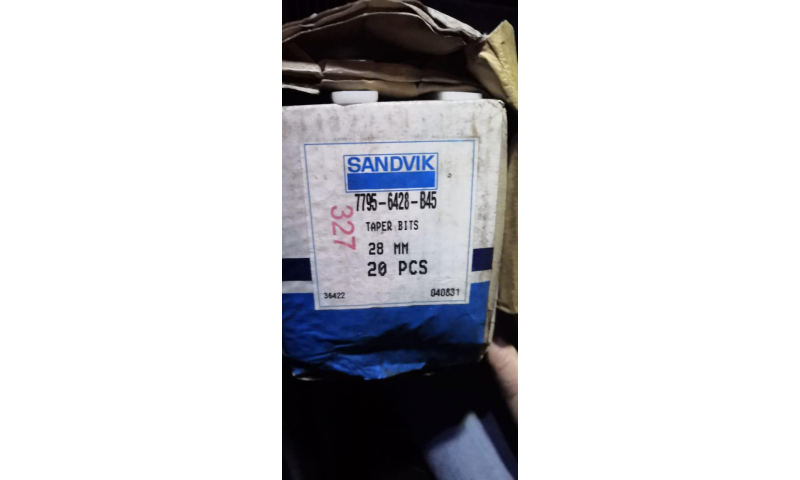 SANDVIK
7795-6428-B45
327
TAPER BITS
28 MM
20 PCS
36422
040831